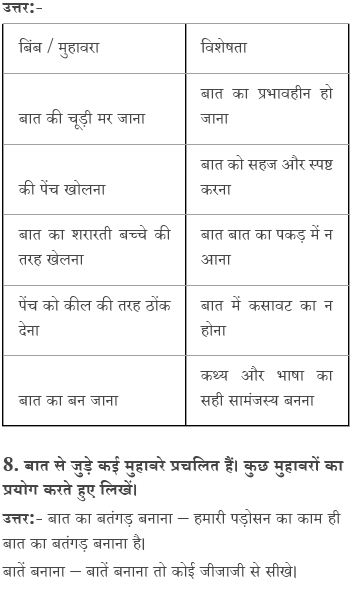 उत्तर:-
बिंब / मुहावरा
विशेषता
बात की चूड़ी मर जाना
बात का प्रभावहीन हो
जाना
की पेंच खोलना
बात को सहज और स्पष्ट
करना
बात का शरारती बच्चे की
तरह खेलना
बात बात का पकड़ में न
आना
पेंच को कील की तरह ठोंक
देना
बात में कसावट का न
होना
बात का बन जाना
कथ्य और भाषा का
सही सामंजस्य बनना
8. बात से जुड़े कई मुहावरे प्रचलित हैं। कुछ मुहावरों का
प्रयोग करते हुए लिखें।
उत्तर:- बात का बतंगड़ बनाना – हमारी पड़ोसन का काम ही
बात का बतंगड़ बनाना है।
बातें बनाना – बातें बनाना तो कोई जीजाजी से सीखे।